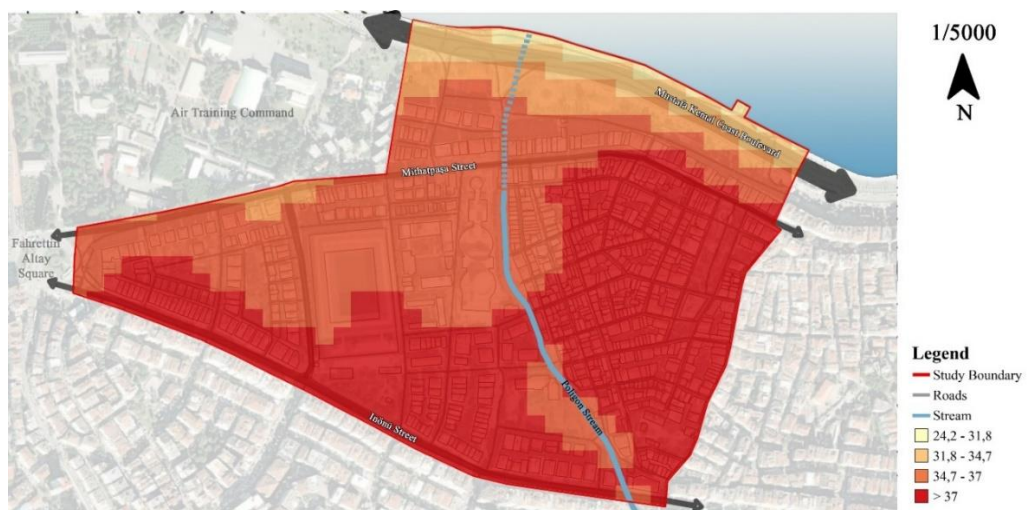 1/5000
N
Air Training Command
Mustafa Kemal Coast Boulevard
Mithatpaşa Street
Fahrettin
Altay
Square
Poligon Stream
İnönü Street
Legend
Study Boundary
Roads
Stream
24,2 - 31,8
31,8 - 34,7
34,7 - 37
> 37